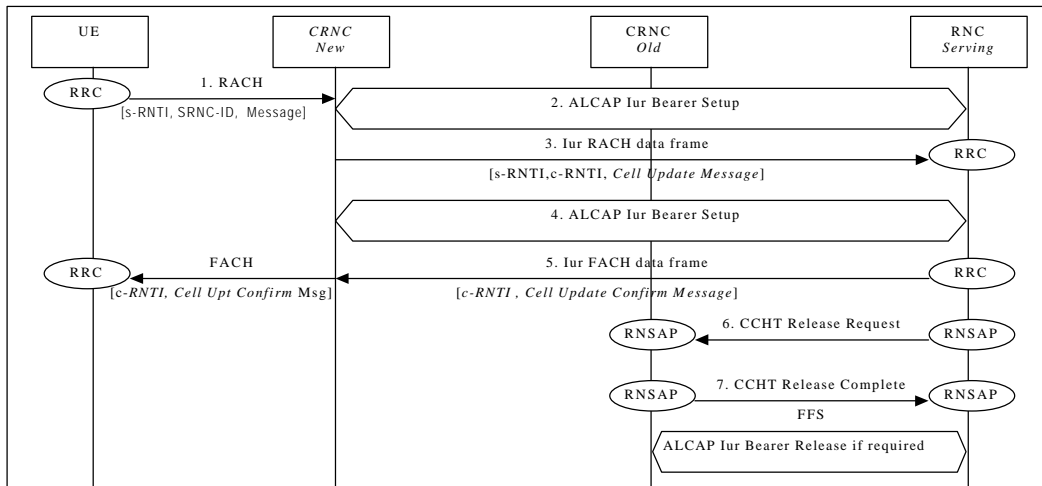 UE
CRNC
New
CRNC
Old
RNC
Serving
RRC
1. RACH
[s-RNTI, SRNC-ID, Message]
2. ALCAP Iur Bearer Setup
3. Iur RACH data frame
RRC
[s-RNTI,c-RNTI, Cell Update Message]
4. ALCAP Iur Bearer Setup
RRC
FACH
5. Iur FACH data frame
RRC
[c-RNTI, Cell Upt Confirm Msg]
[c-RNTI , Cell Update Confirm Message]
RNSAP
6. CCHT Release Request
RNSAP
RNSAP
7. CCHT Release Complete
RNSAP
FFS
ALCAP Iur Bearer Release if required